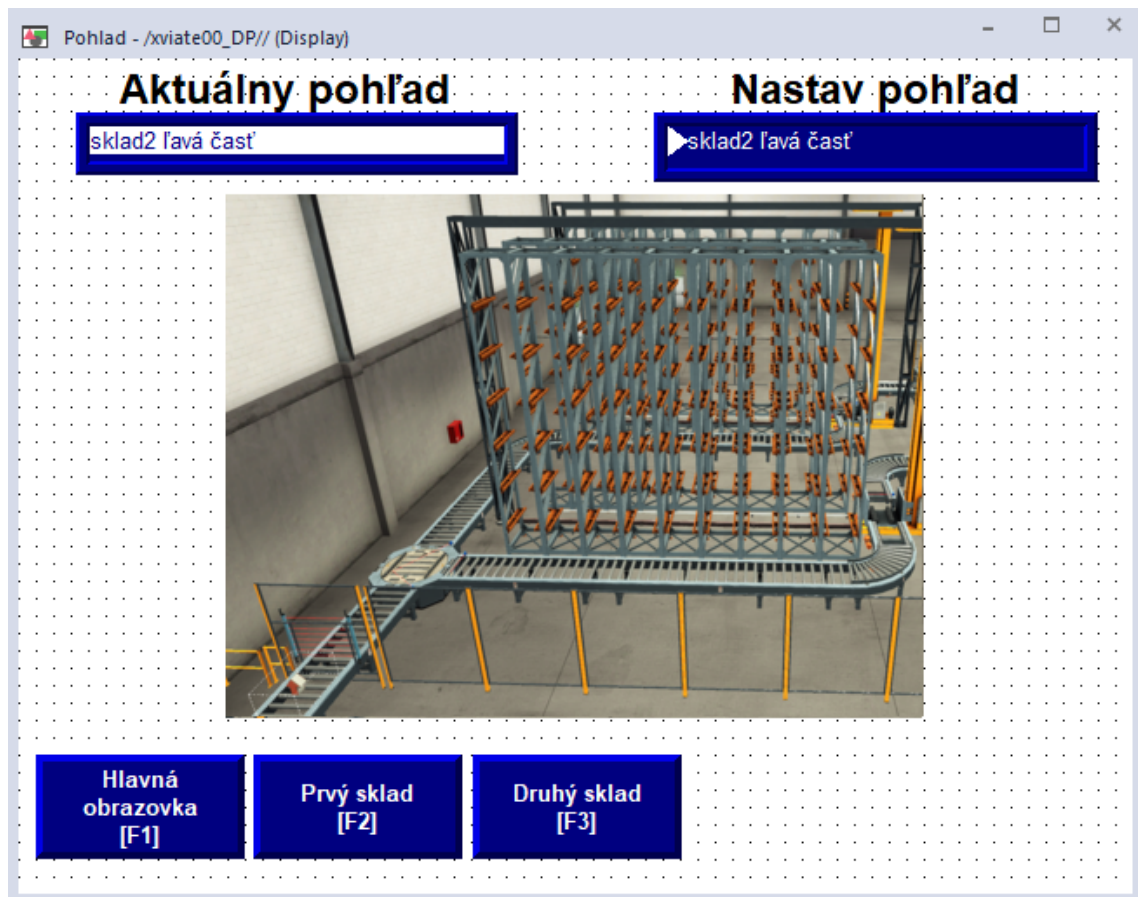 Pohlad - /xviate00_DP// (Display)
Aktuálny pohľad
Nastav pohľad
sklad2 ľavá časť
sklad2 ľavá časť
Hlavná
obrazovka
[F1]
Prvý sklad
[F2]
Druhý sklad
[F3]